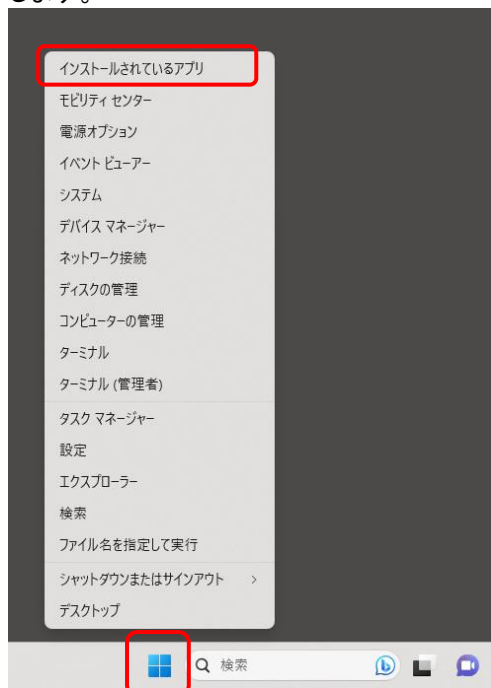 します。
インストールされているアプリ
モビリティ センター
電源オプション
イベント ビューアー
システム
デバイス マネージャー
ネットワーク接続
ディスクの管理
コンピューターの管理
ターミナル
ターミナル (管理者)
タスク マネージャー
設定
エクスプローラー
検索
ファイル名を指定して実行
シャットダウンまたはサインアウト
デスクトップ
検索